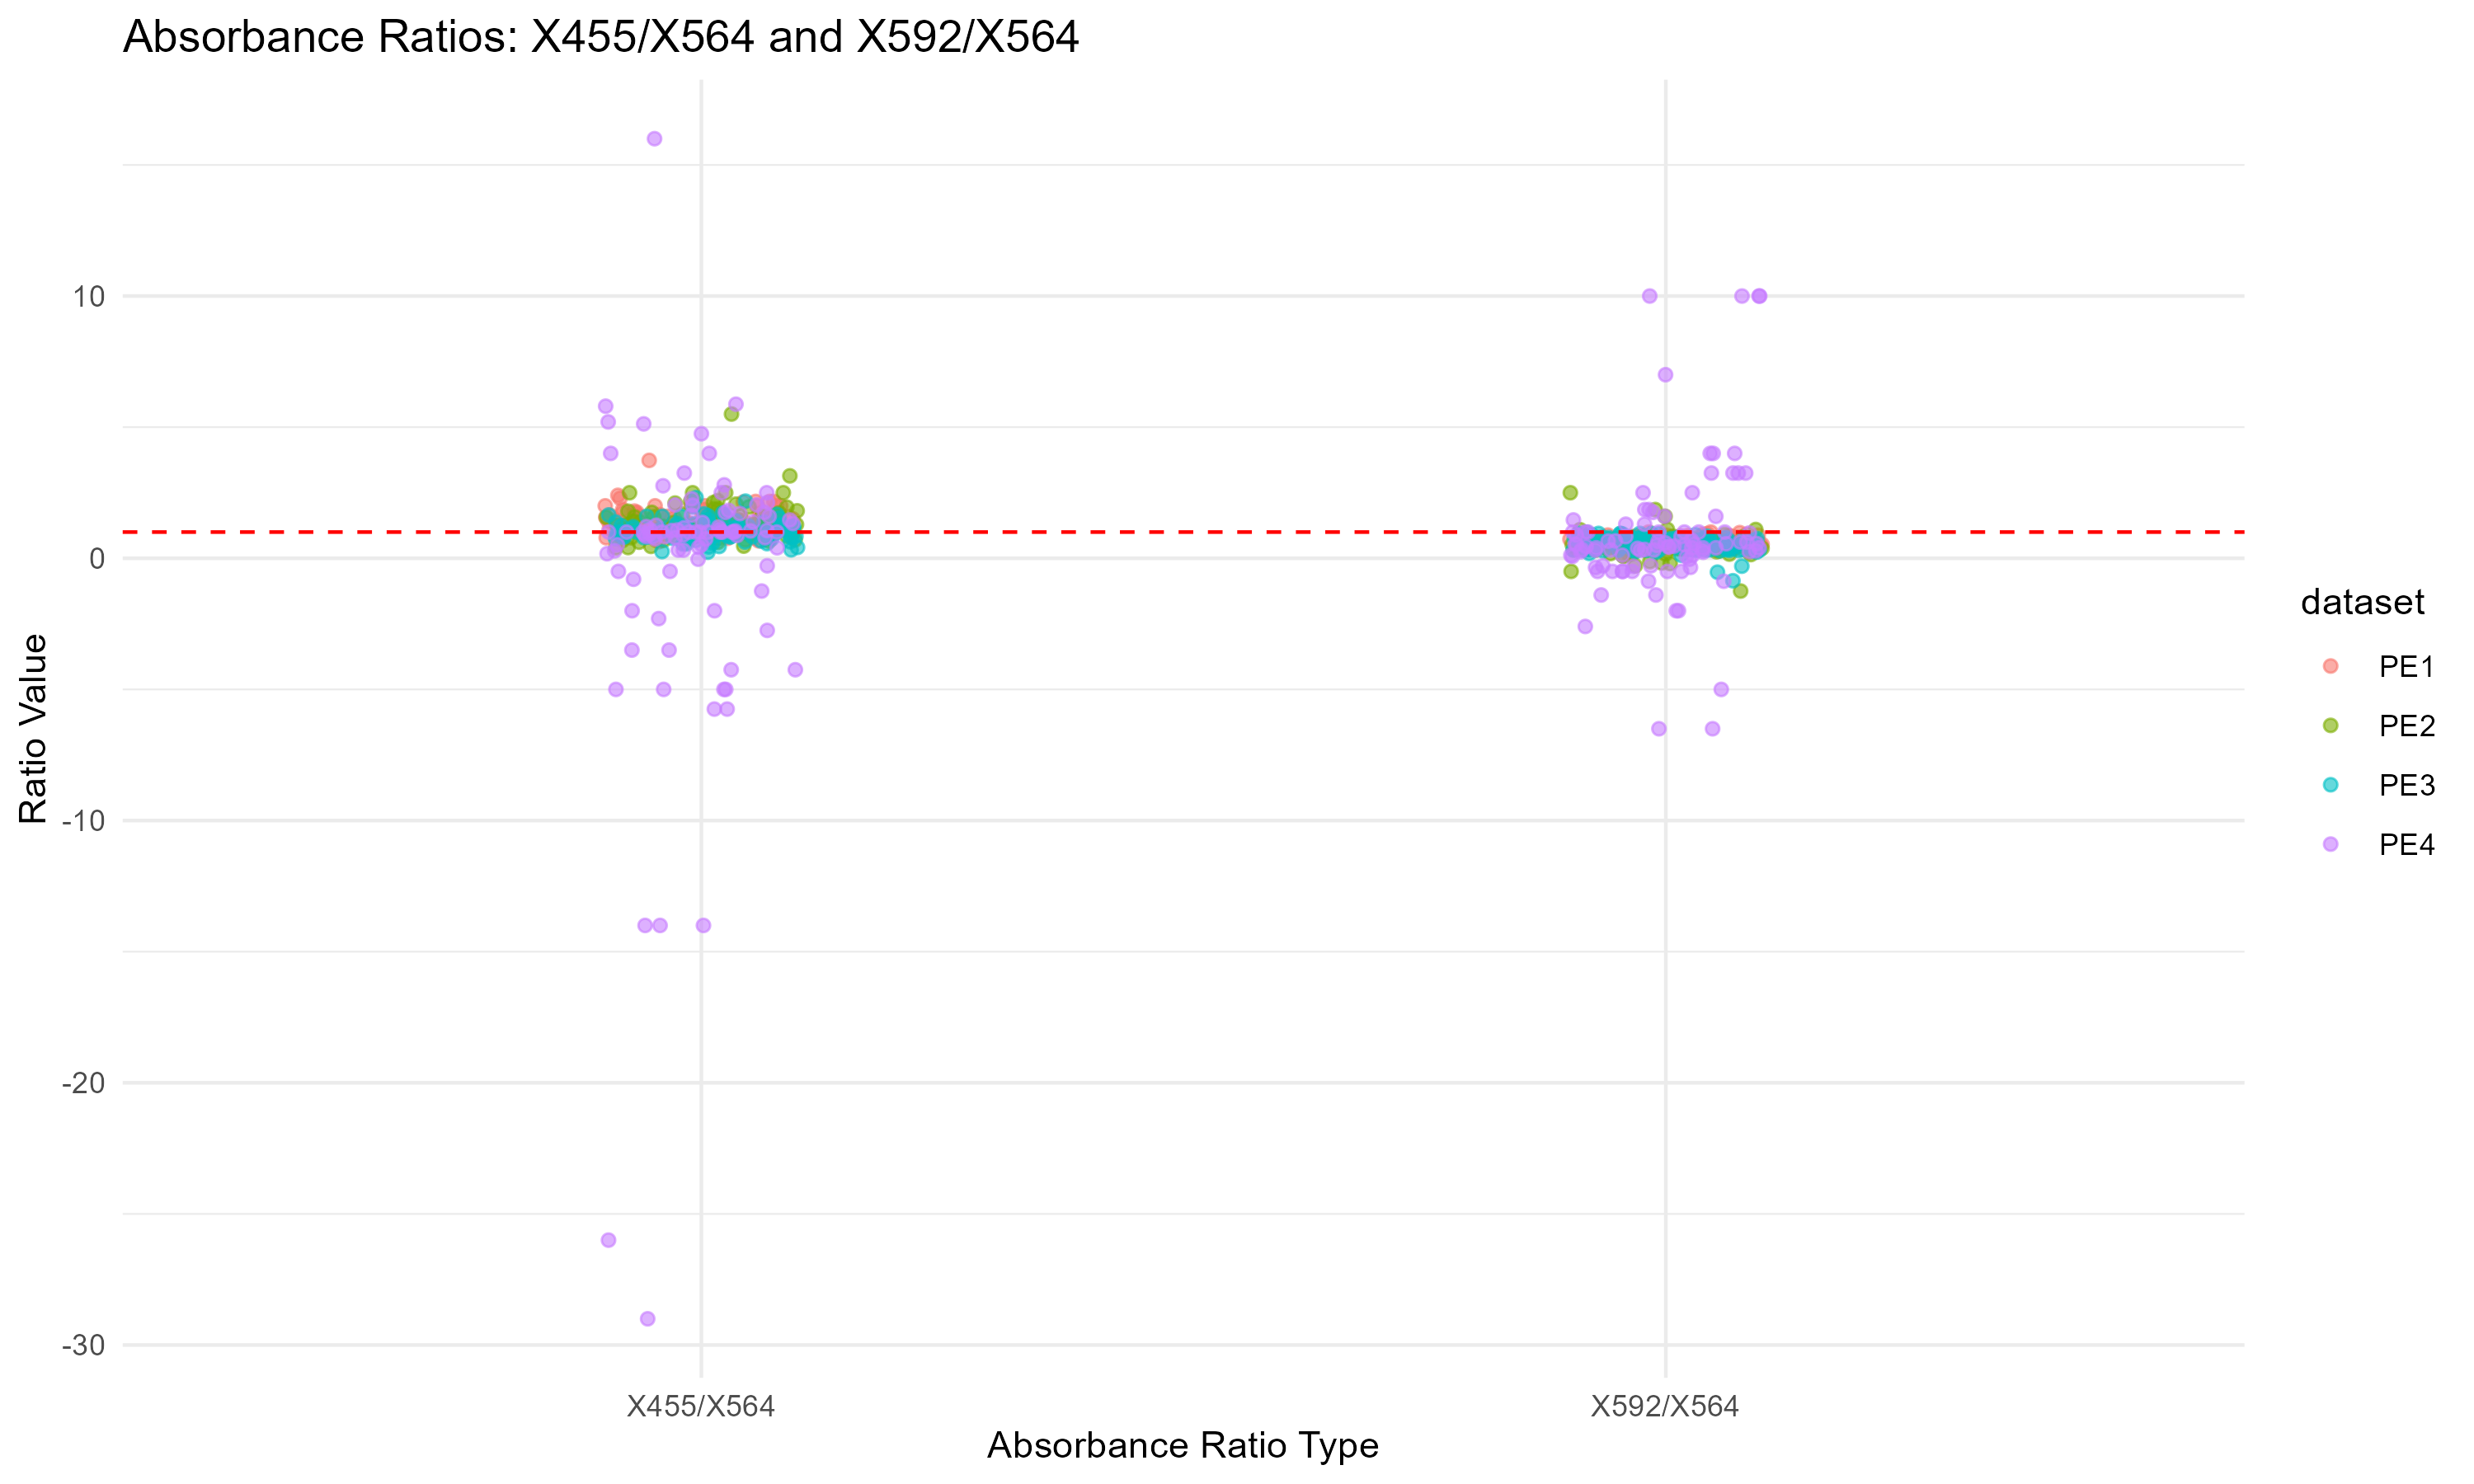 Absorbance Ratios: X455/X564 and X592/X564
10
0
-10
-20
-30
Ratio Value
X455/X564
X592/X564
Absorbance Ratio Type
dataset
PE1
PE2
PE3
PE4